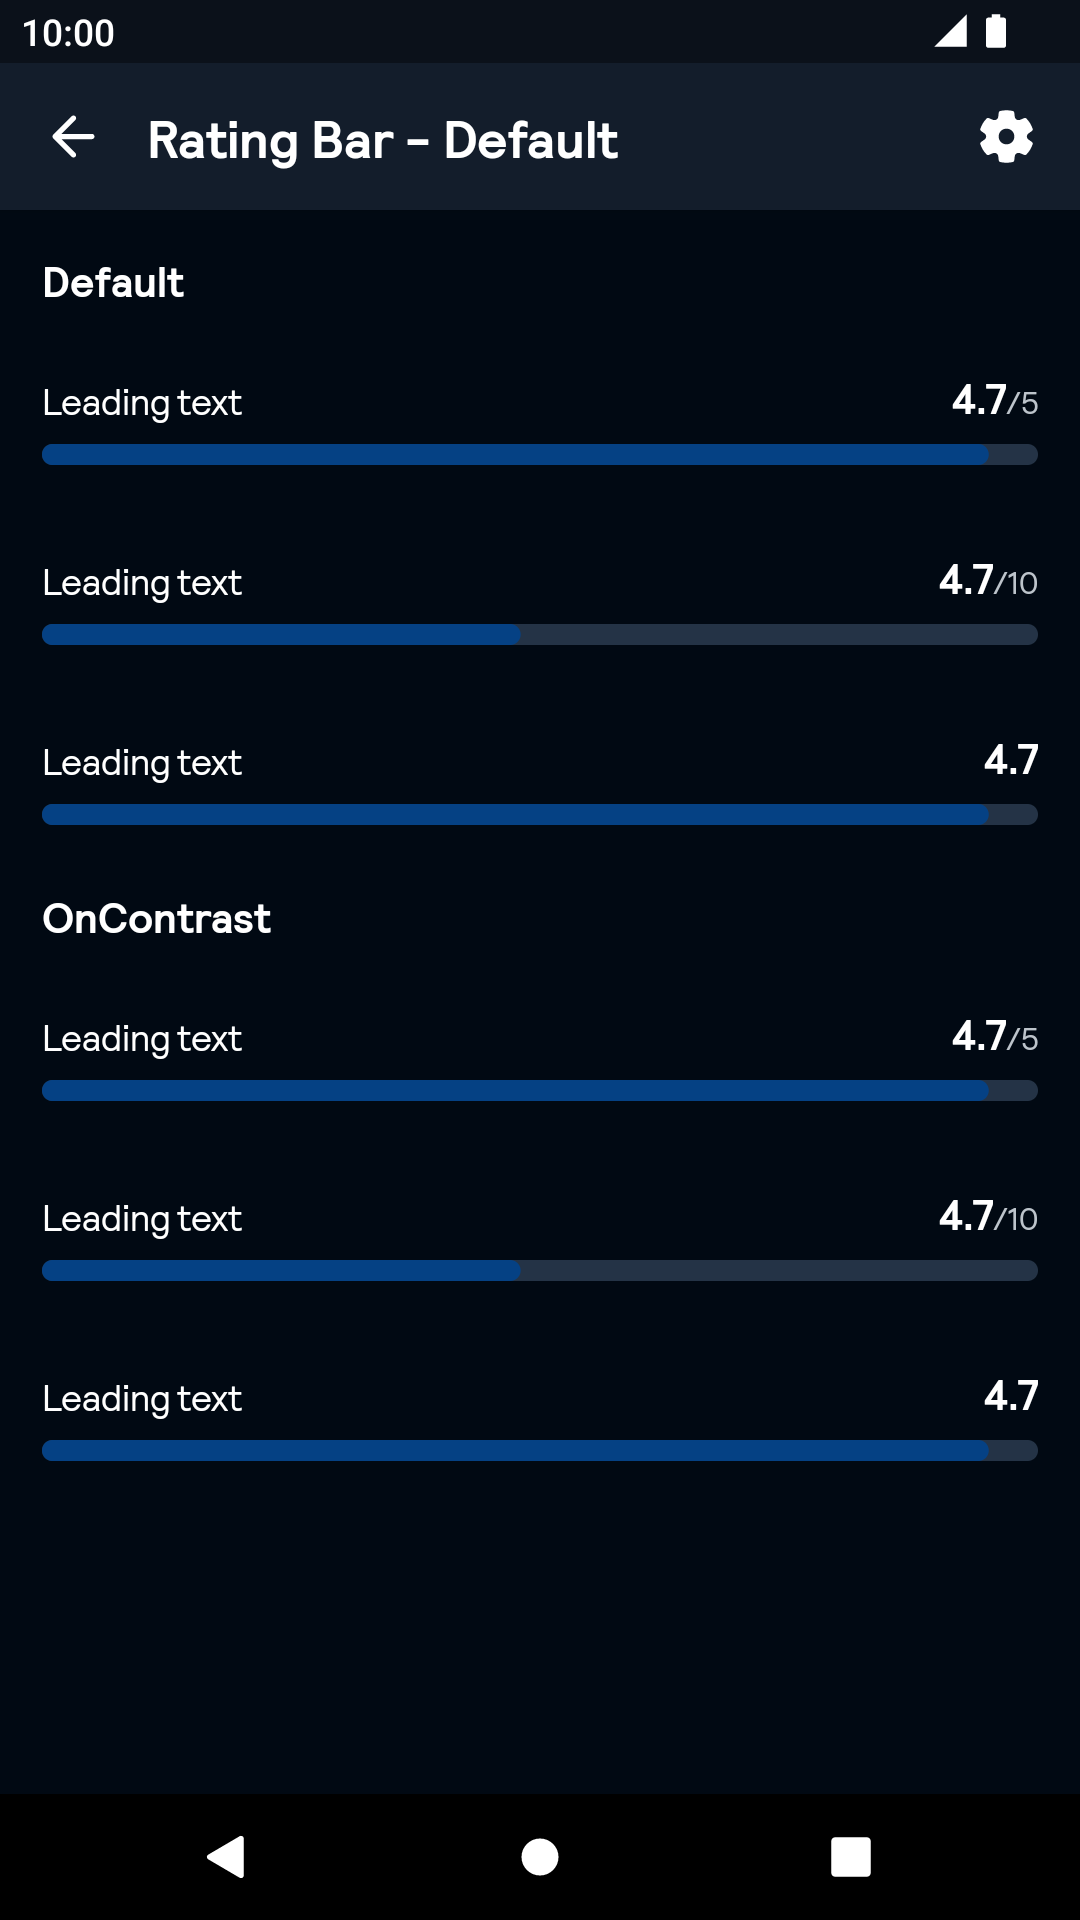 10:00
Rating Bar - Default
Default
Leading text 4.7/5
Leading text 4.7/10
Leading text 4.7
OnContrast
Leading text 4.7/5
Leading text 4.7/10
Leading text 4.7